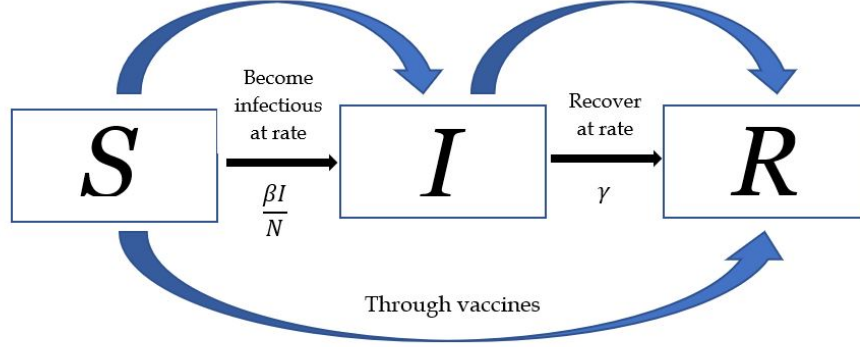 Become
infectious
at rate
Recover
at rate
S
I
R
βI
N
γ
Through vaccines